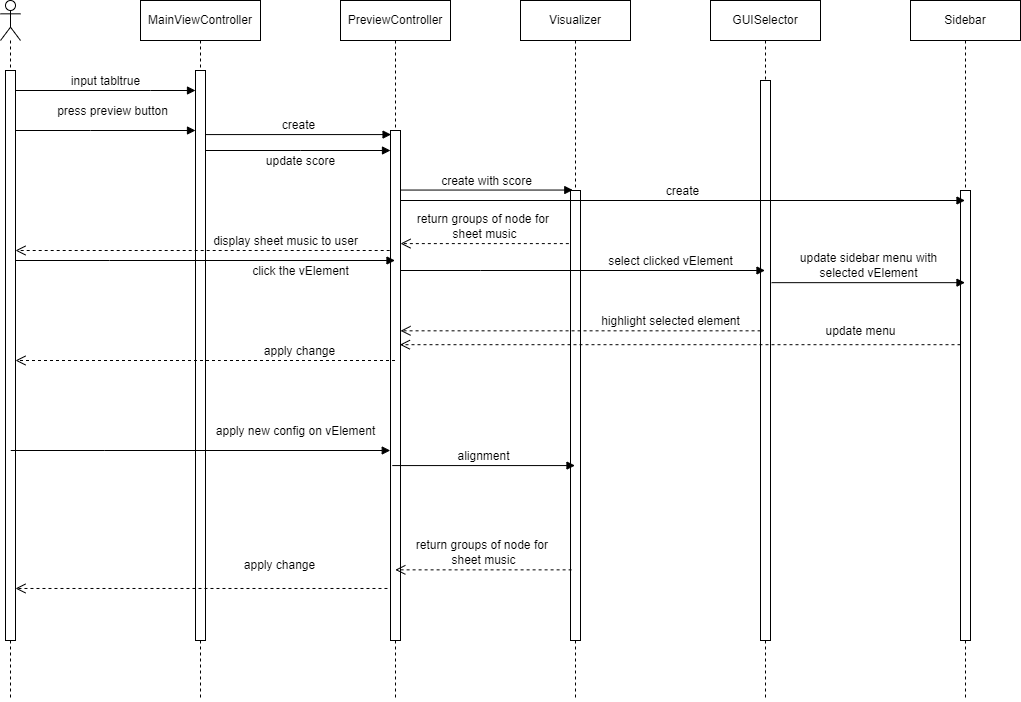 MainViewController
PreviewController
Visualizer
GUISelector
Sidebar
input tabltrue
press preview button
create
update score
create with score
create
return groups of node for
sheet music
display sheet music to user
click the vElement
select clicked vElement
update sidebar menu with
selected vElement
highlight selected element
update menu
apply change
apply new config on vElement
alignment
return groups of node for
sheet music
apply change